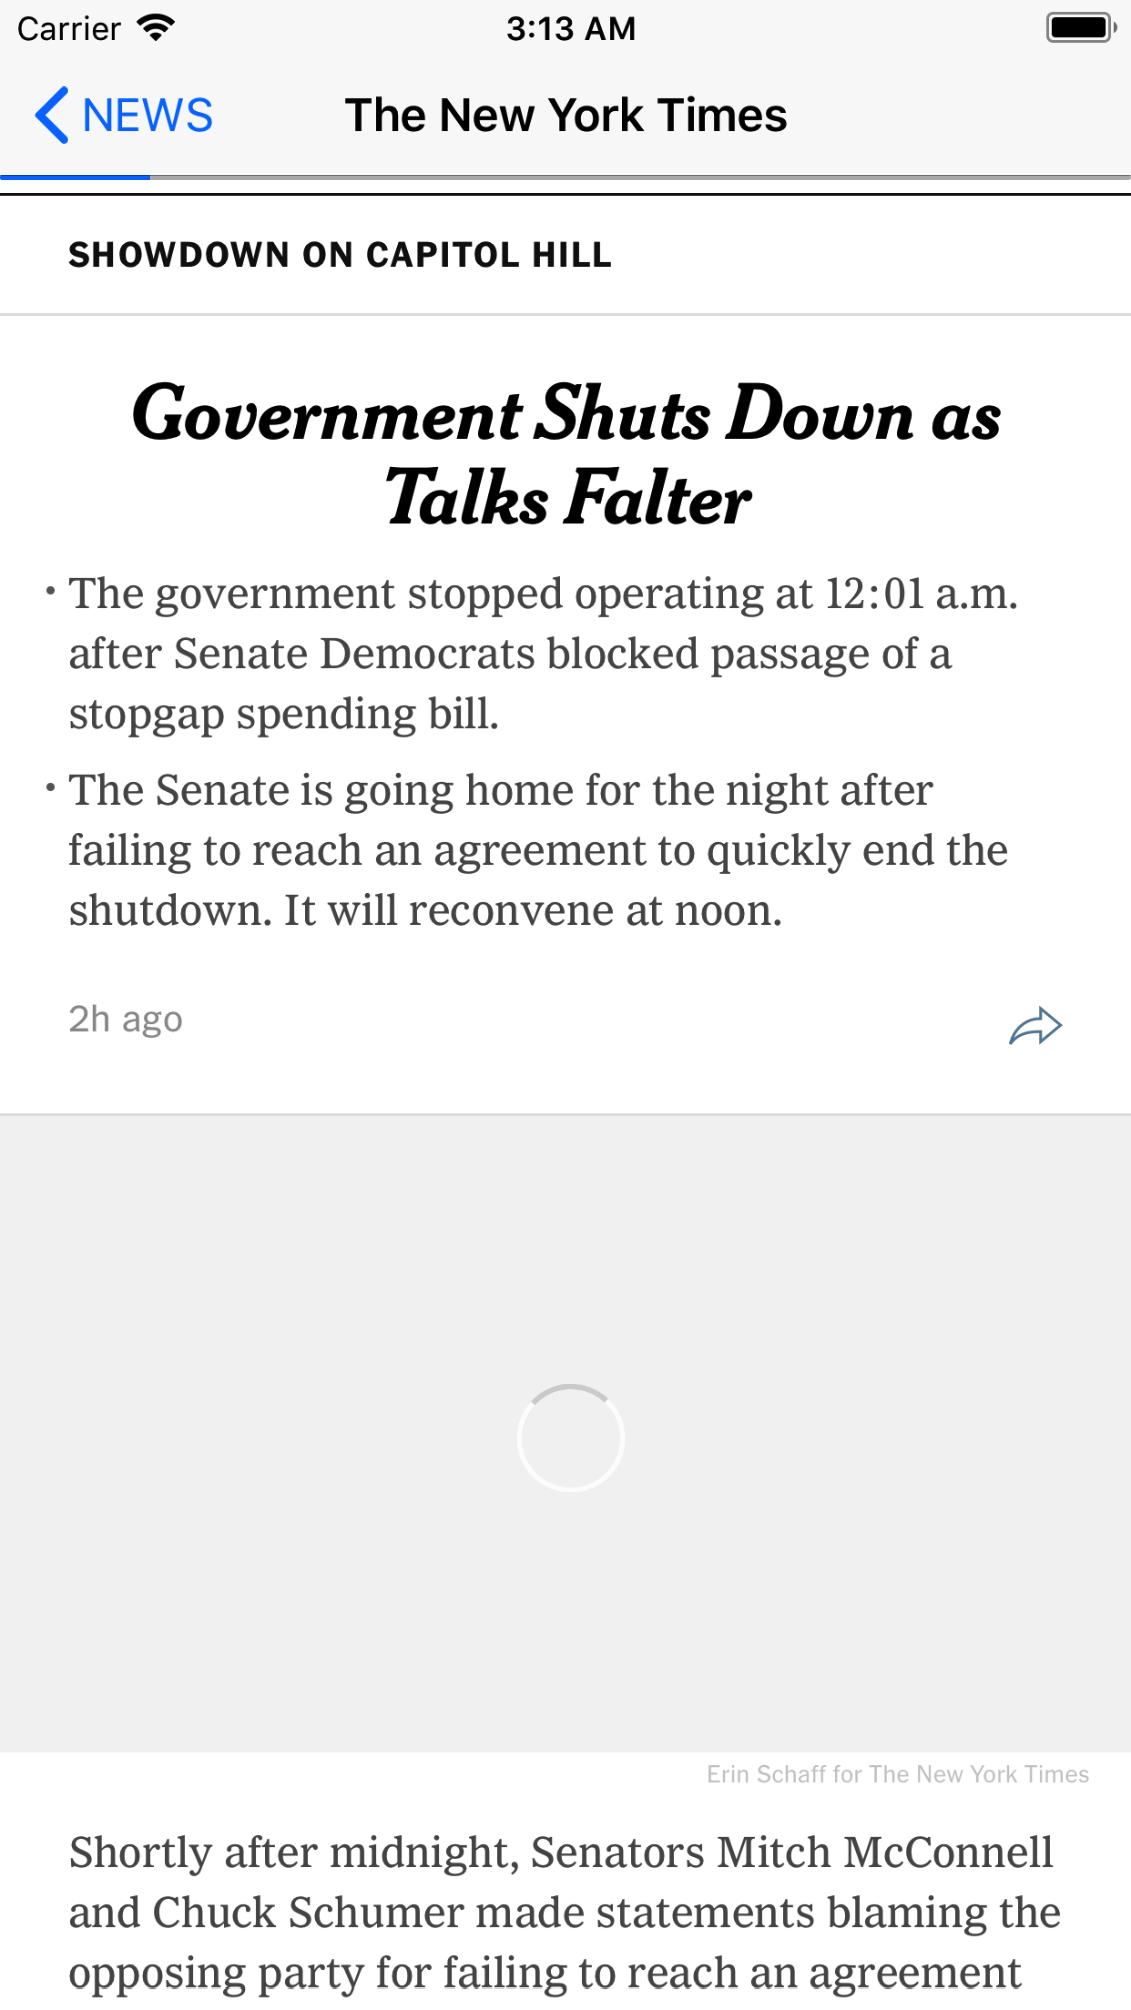 Carrier 3:13 AM
NEWS The New York Times
SHOWDOWN ON CAPITOL HILL
Government Shuts Down as
Talks Falter
• The government stopped operating at 12:01 a.m.
after Senate Democrats blocked passage of a
stopgap spending bill.
• The Senate is going home for the night after
failing to reach an agreement to quickly end the
shutdown. It will reconvene at noon.
2h ago
Erin Schaff for The New York Times
Shortly after midnight, Senators Mitch McConnell
and Chuck Schumer made statements blaming the
opposing party for failing to reach an agreement